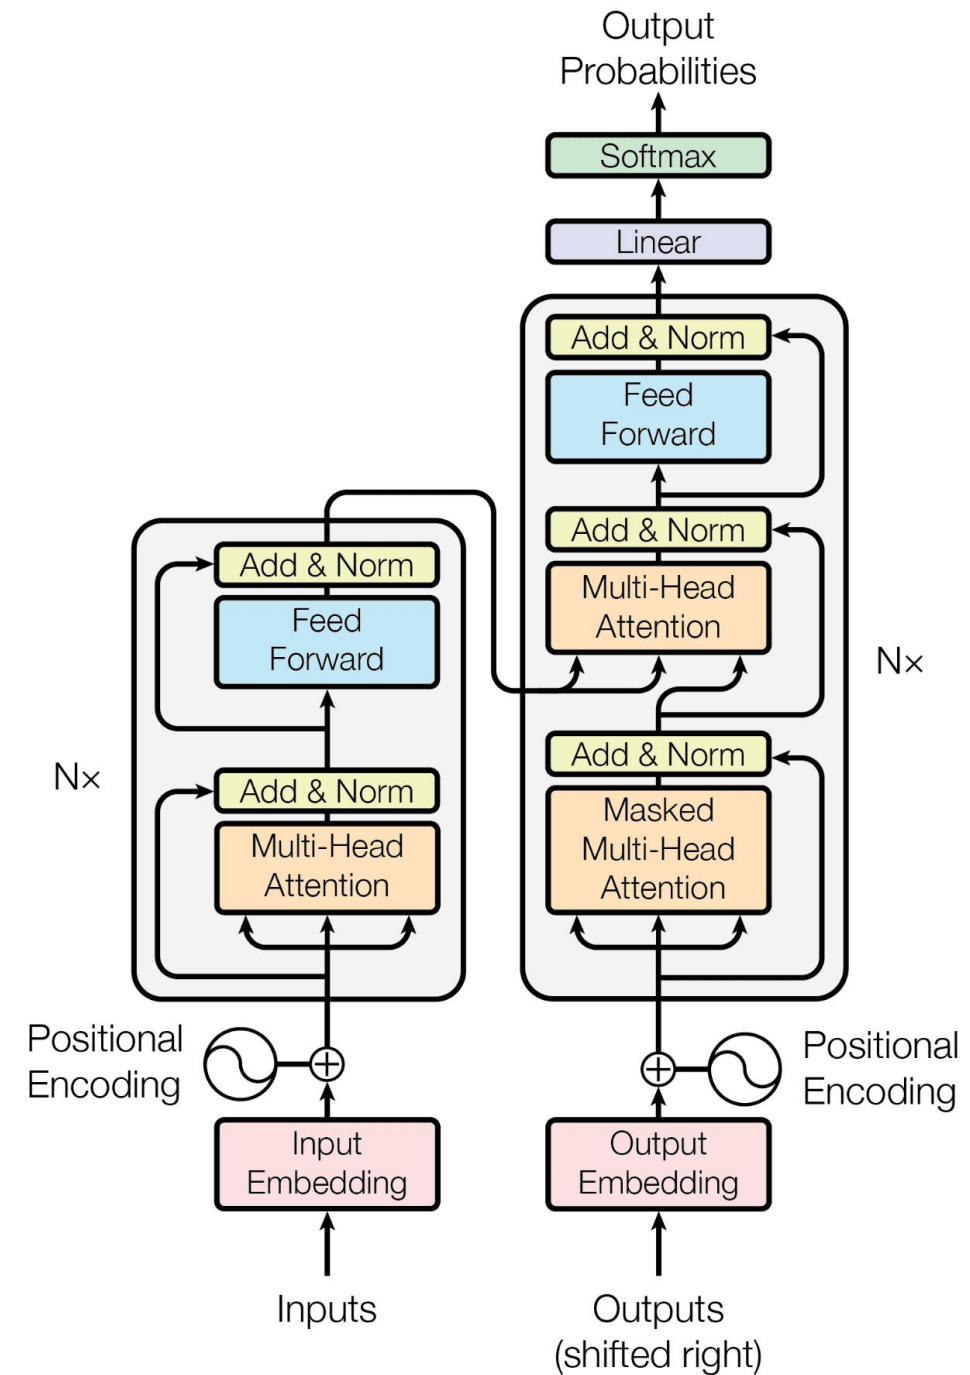 Output
Probabilities
Softmax
Linear
Add & Norm
Feed
Forward
Add & Norm
Multi-Head
Attention
Add & Norm
Masked
Multi-Head
Attention
Nx
Add & Norm
Feed
Forward
Add & Norm
Multi-Head
Attention
Nx
Positional
Encoding
Positional
Encoding
Input
Embedding
Output
Embedding
Inputs
Outputs
(shifted right)